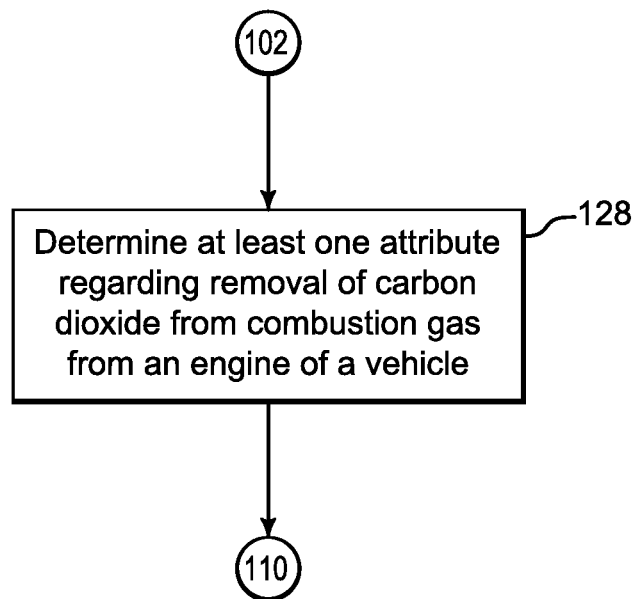 102
128
Determine at least one attribute
regarding removal of carbon
dioxide from combustion gas
from an engine of a vehicle
110